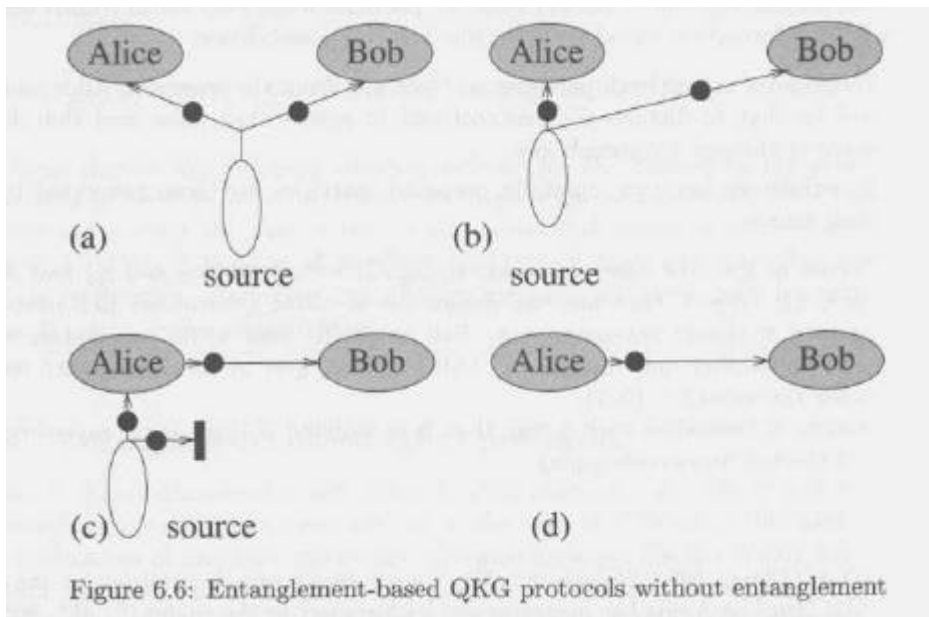 Alice Bob Alice Bob
(a) (b)
source source
Alice Bob Alice Bob
(c) source (d)
Figure 6.6: Entanglement-based QKG protocols without entanglement